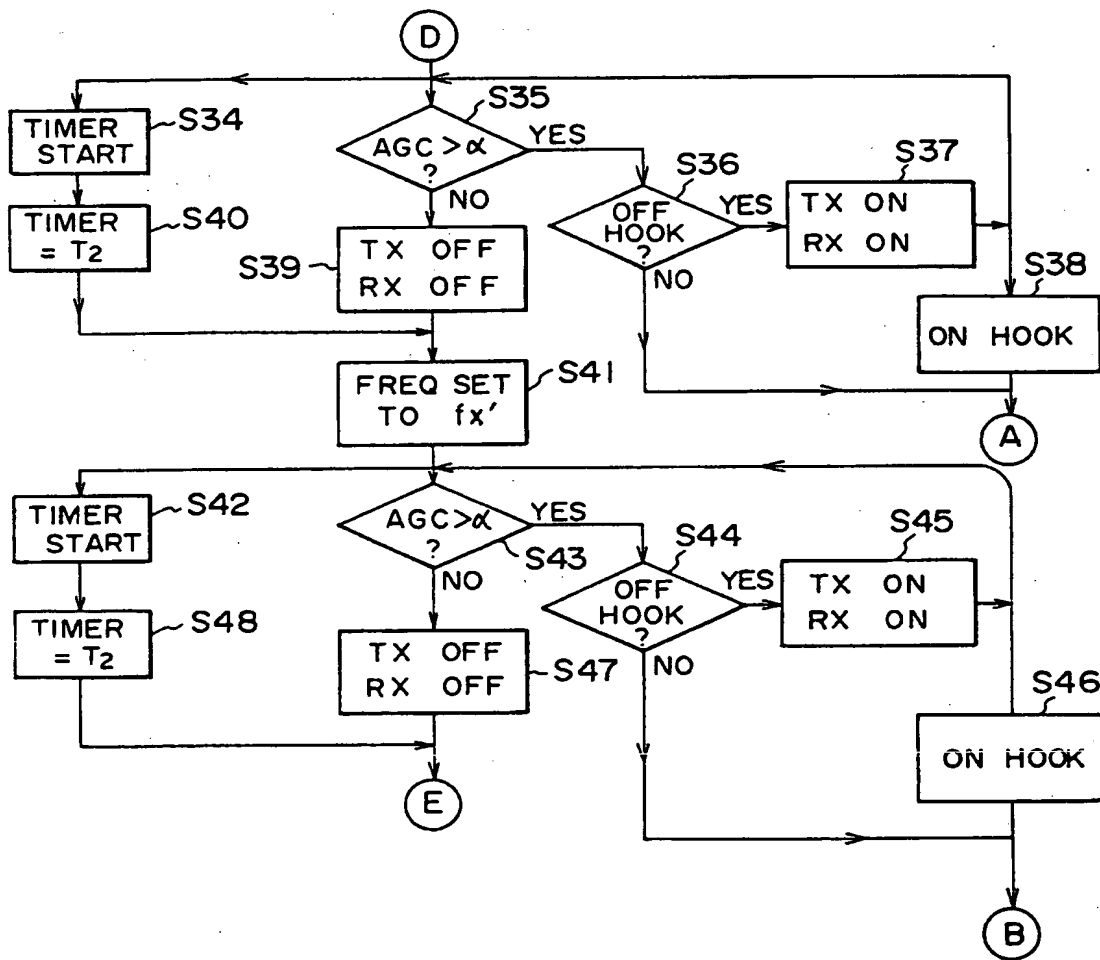 D
TIMER
START
S34
AGC > α
?
S35
YES
NO
OFF
HOOK
?
S36
YES
NO
TX ON
RX ON
S37
ON HOOK
S38
TIMER
= T2
S40
S39
TX OFF
RX OFF
FREQ SET
TO fx′
S41
A
TIMER
START
S42
AGC>α
?
S43
YES
NO
OFF
HOOK
?
S44
YES
NO
TX ON
RX ON
S45
ON HOOK
S46
TIMER
= T2
S48
TX OFF
RX OFF
S47
E
B